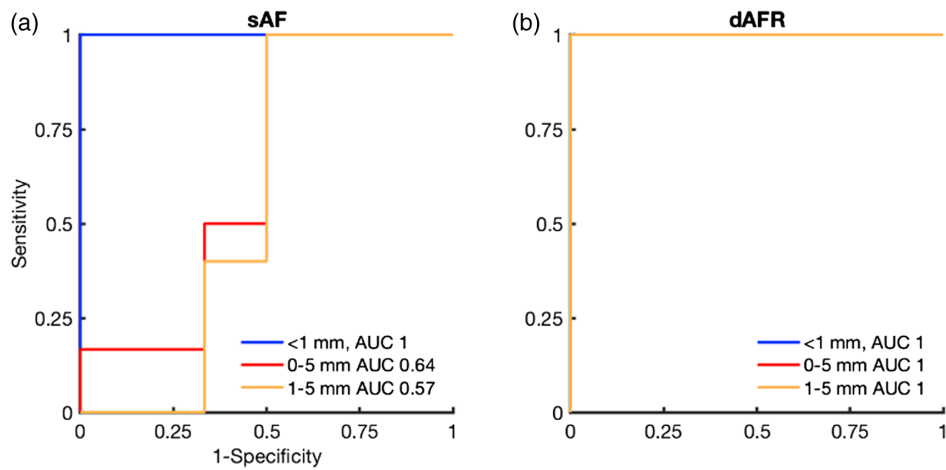 (a)
sAF
1
0.75
0.5
0.25
0
Sensitivity
<1 mm, AUC 1
0-5 mm AUC 0.64
1-5 mm AUC 0.57
0
0.25
0.5
0.75
1
1-Specificity
(b)
dAFR
1
0.75
0.5
0.25
0
<1 mm, AUC 1
0-5 mm AUC 1
1-5 mm AUC 1
0
0.25
0.5
0.75
1